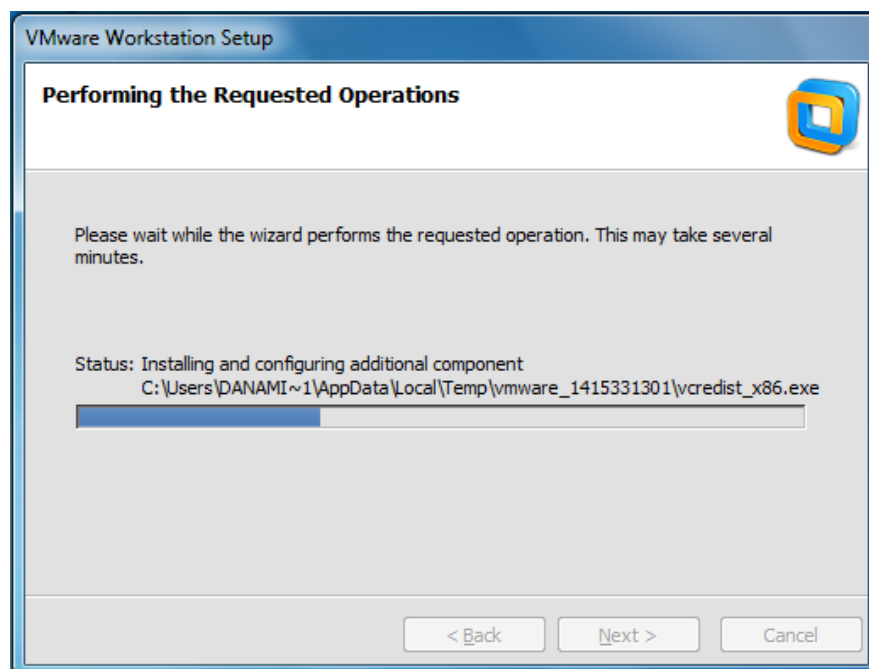 VMware Workstation Setup
Performing the Requested Operations
Please wait while the wizard performs the requested operation. This may take several
minutes.
Status: Installing and configuring additional component
C:\Users\DANAMI~1\AppData\Local\Temp\vmware_1415331301\vcredist_x86.exe
< Back Next > Cancel